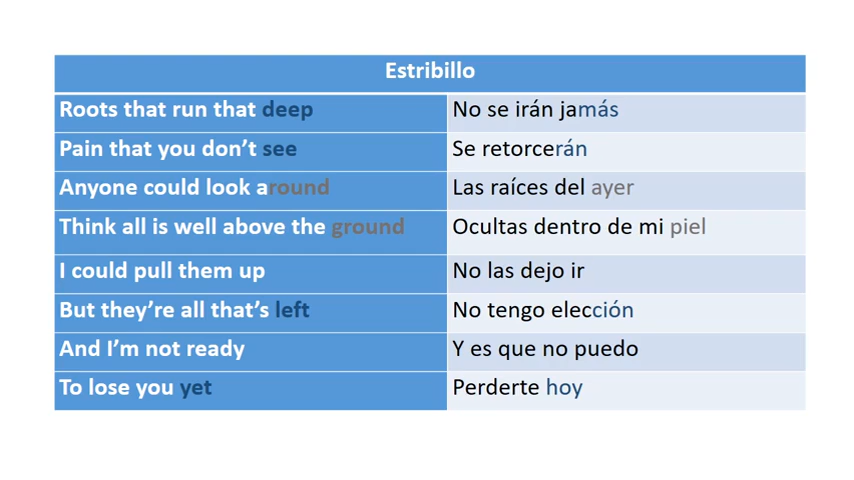 Estribillo
Roots that run that deep No se irán jamás
Pain that you don't see Se retorcerán
Anyone could look around Las raíces del ayer
Think all is well above the ground Ocultas dentro de mi piel
I could pull them up No las dejo ir
But they're all that's left No tengo elección
And I'm not ready Y es que no puedo
To lose you yet Perderte hoy